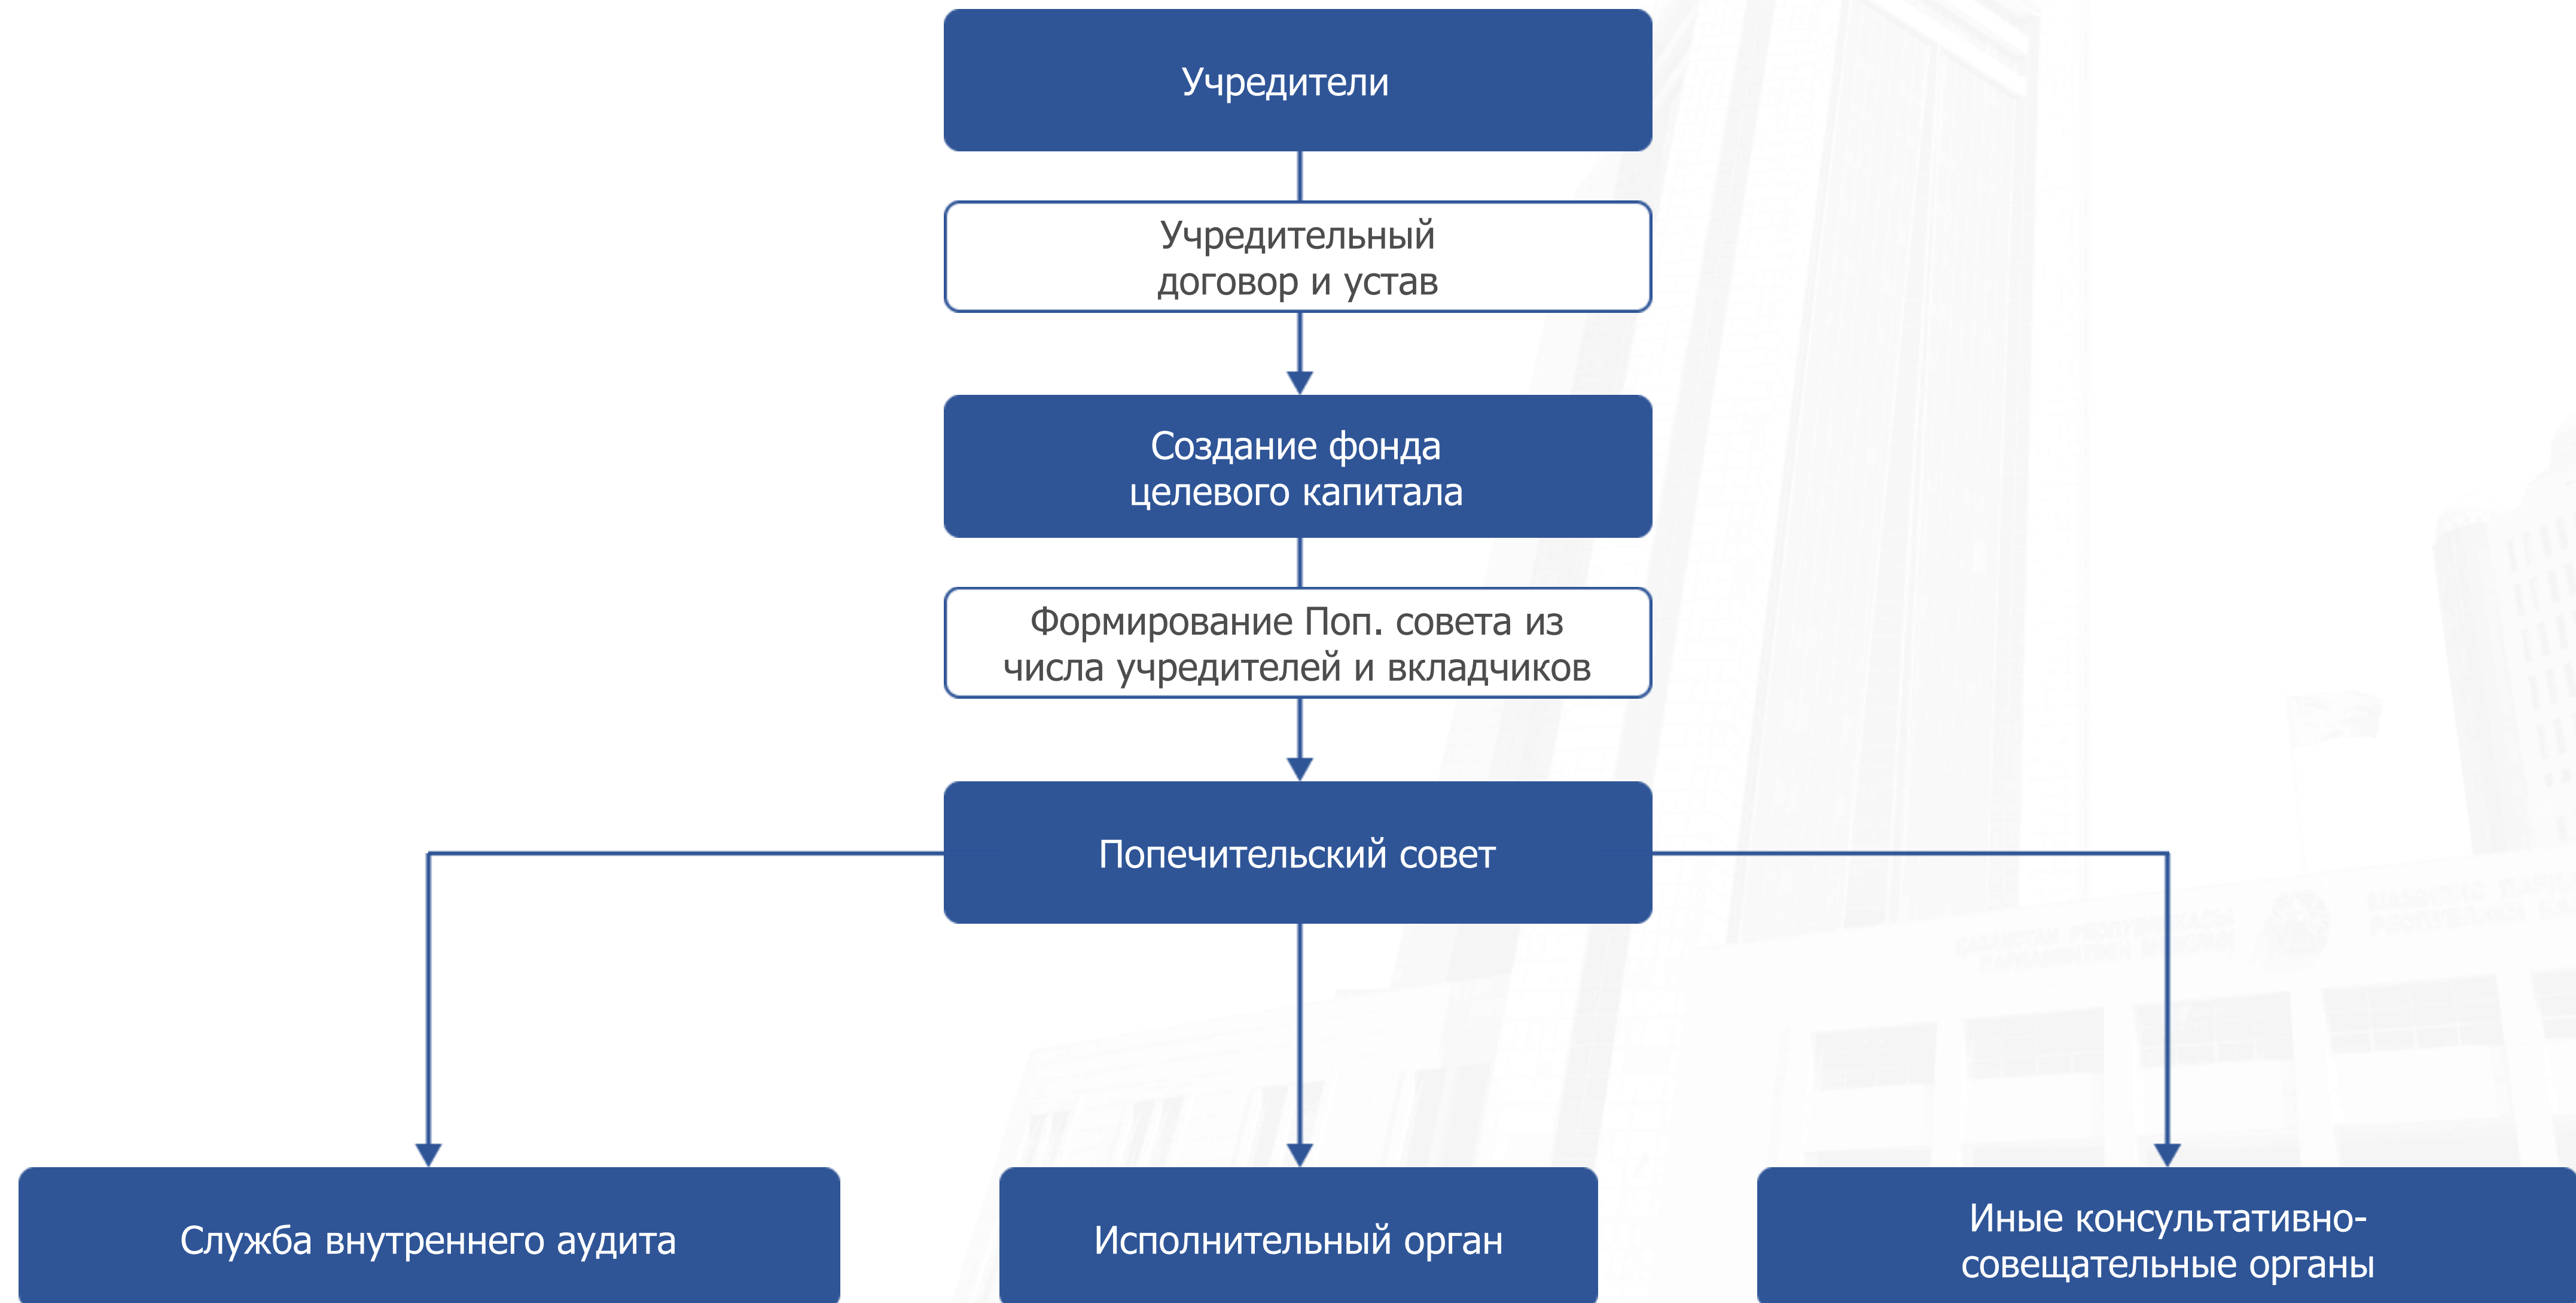 Учредители
Учредительный
договор и устав
Создание фонда
целевого капитала
Формирование Поп. совета из
числа учредителей и вкладчиков
Попечительский совет
Служба внутреннего аудита
Исполнительный орган
Иные консультативно-
совещательные органы